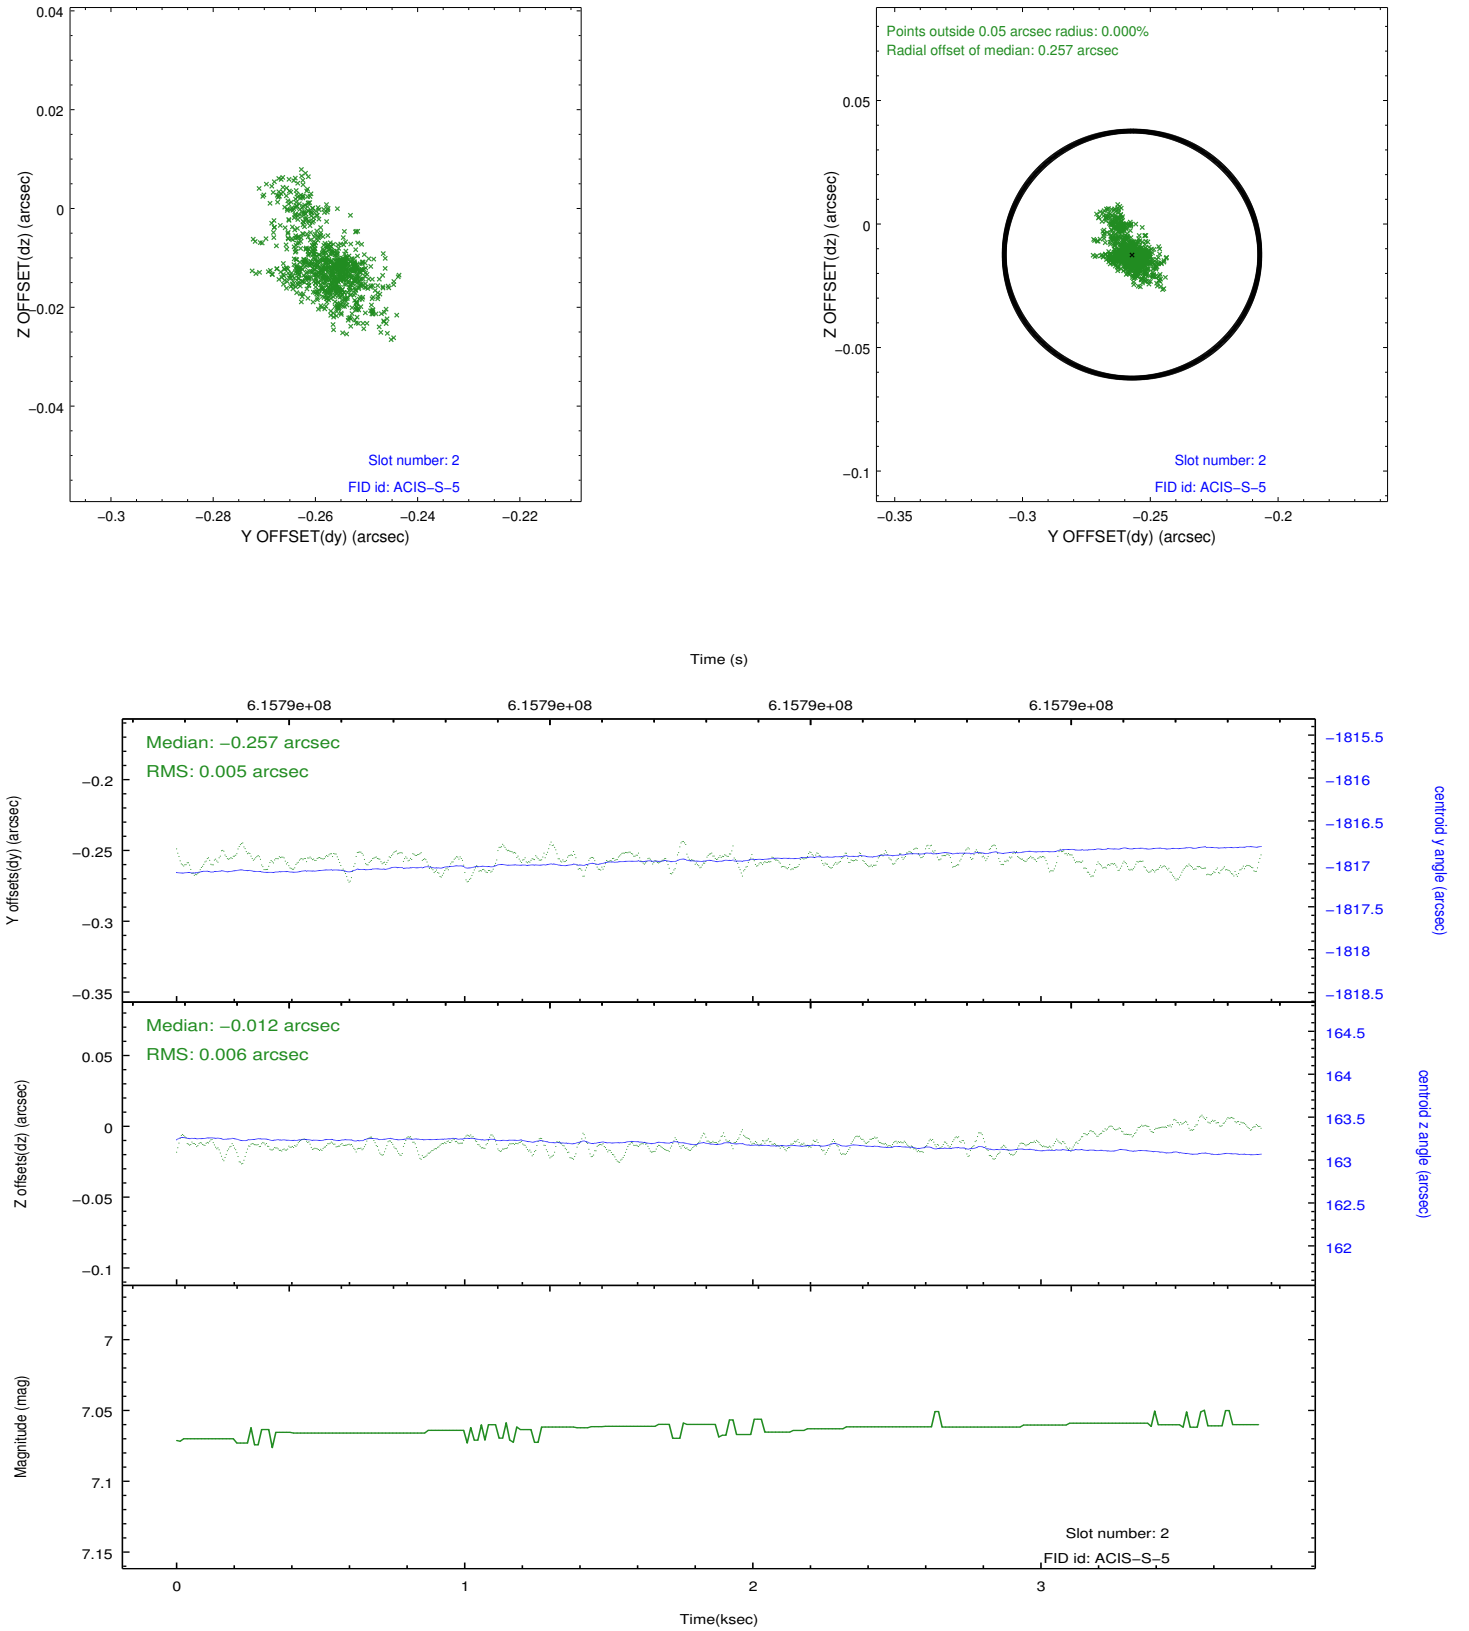 0.04
0.02
0
−0.02
−0.04
Z OFFSET(dz) (arcsec)
Slot number: 2
FID id: ACIS−S−5
−0.3
−0.28
−0.26
−0.24
−0.22
Y OFFSET(dy) (arcsec)
Points outside 0.05 arcsec radius: 0.000%
Radial offset of median: 0.257 arcsec
0.05
0
−0.05
−0.1
Z OFFSET(dz) (arcsec)
Slot number: 2
FID id: ACIS−S−5
−0.35
−0.3
−0.25
−0.2
Y OFFSET(dy) (arcsec)
Time (s)
6.1579e+08
6.1579e+08
6.1579e+08
6.1579e+08
Median: −0.257 arcsec
RMS: 0.005 arcsec
−0.2
−0.25
−0.3
−0.35
Y offsets(dy) (arcsec)
−1815.5
−1816
−1816.5
−1817
−1817.5
−1818
−1818.5
centroid y angle (arcsec)
Median: −0.012 arcsec
RMS: 0.006 arcsec
0.05
0
−0.05
−0.1
Z offsets(dz) (arcsec)
164.5
164
163.5
163
162.5
162
centroid z angle (arcsec)
7
7.05
7.1
7.15
Magnitude (mag)
Slot number: 2
FID id: ACIS−S−5
0
1
2
3
Time(ksec)